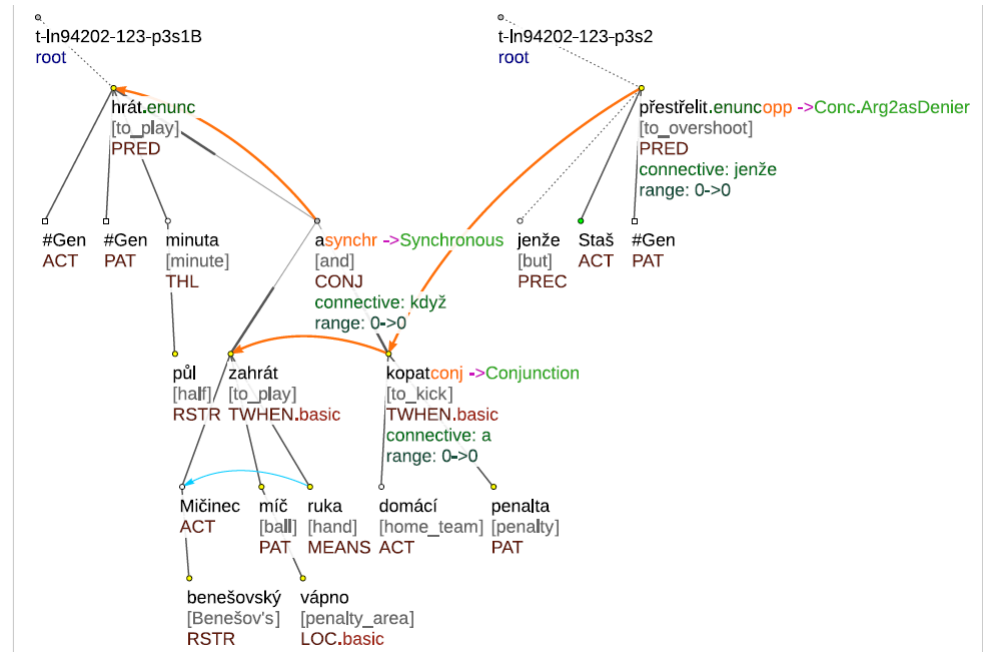 t-ln94202-123-p3s1B
root
t-ln94202-123-p3s2
root
hrát.enunc
[to_play]
PRED
přestřelit.enuncopp ->Conc.Arg2asDenier
[to_overshoot]
PRED
connective: jenže
range: 0->0
#Gen
ACT
#Gen
PAT
minuta
[minute]
THL
asynchr ->Synchronous
[and]
CONJ
connective: když
range: 0->0
jenže
[but]
PREC
Staš
ACT
#Gen
PAT
půl
[half]
RSTR
zahrát
[to_play]
TWHEN.basic
kopatconj ->Conjunction
[to_kick]
TWHEN.basic
connective: a
range: 0->0
Mičinec
ACT
míč
[ball]
PAT
ruka
[hand]
MEANS
domácí
[home_team]
ACT
penalta
[penalty]
PAT
benešovský
[Benešov's]
RSTR
vápno
[penalty_area]
LOC.basic